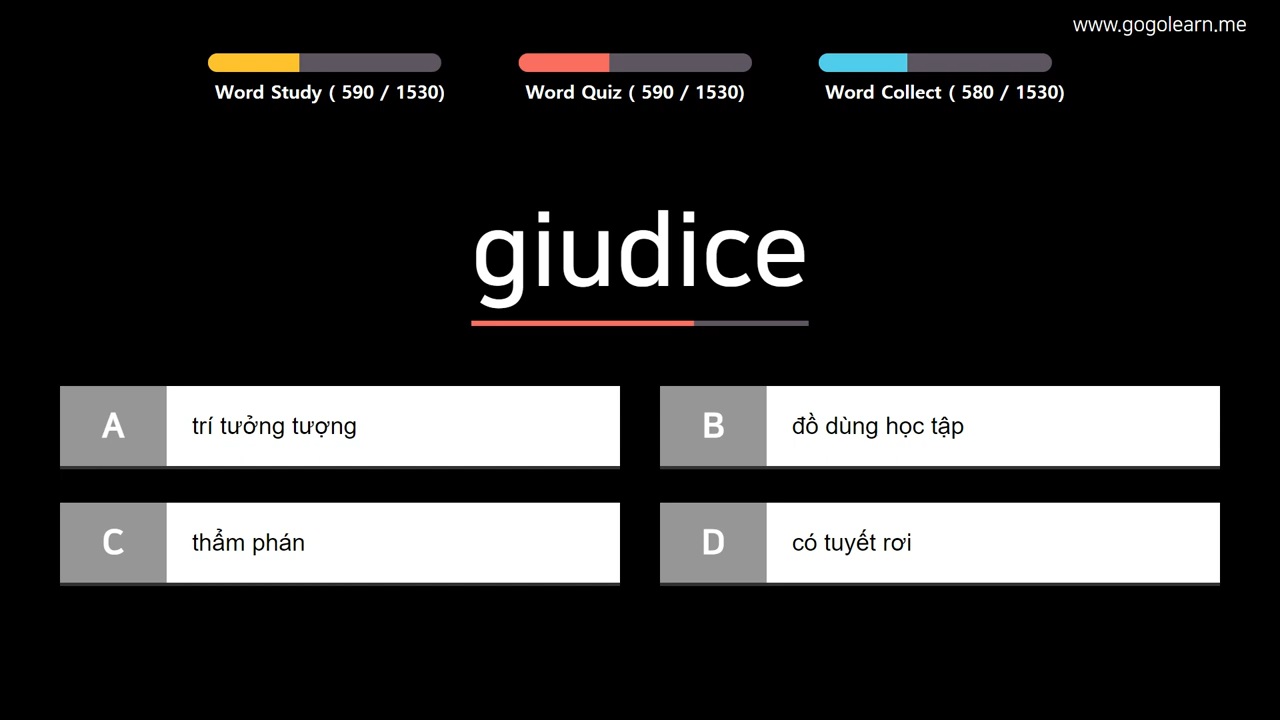 www.gogolearn.me
Word Study ( 590 / 1530)
Word Quiz ( 590 / 1530)
Word Collect ( 580 / 1530)
giudice
A trí tưởng tượng
B đồ dùng học tập
C thẩm phán
D có tuyết rơi